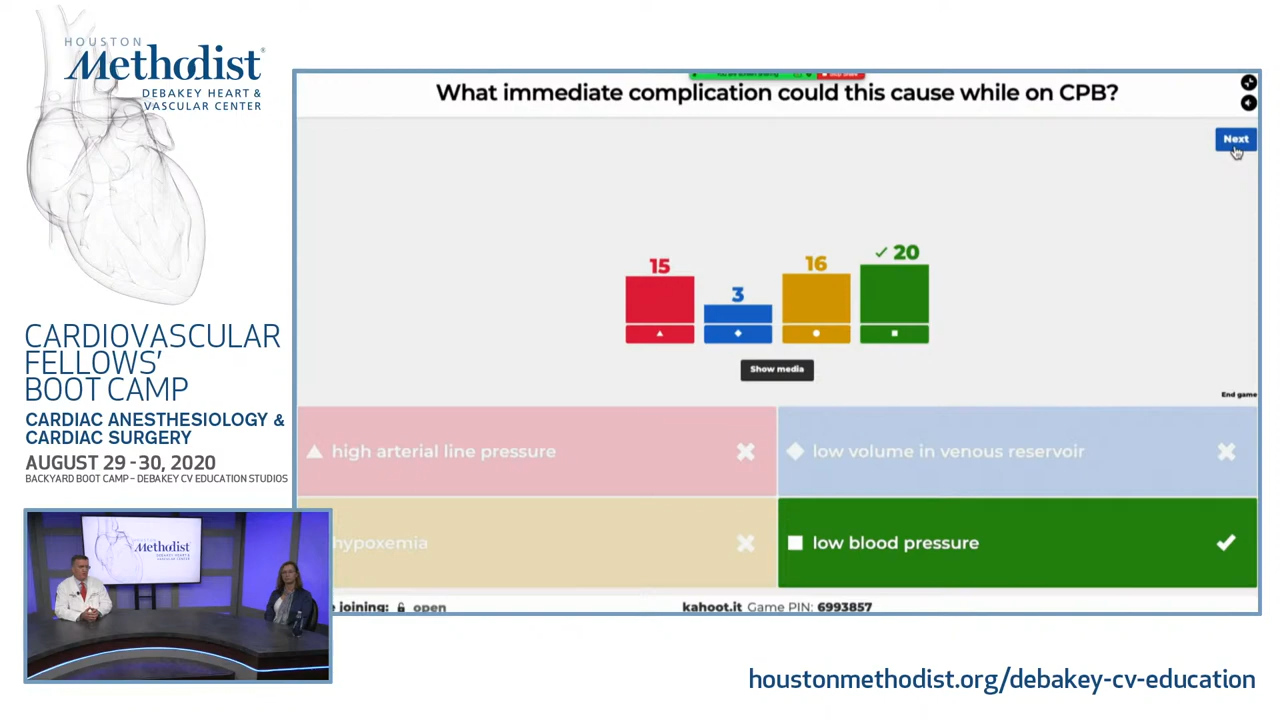 HOUSTON
Methodist®
DEBAKEY HEART &
VASCULAR CENTER
CARDIOVASCULAR
FELLOWS'
BOOT CAMP
CARDIAC ANESTHESIOLOGY &
CARDIAC SURGERY
AUGUST 29-30, 2020
BACKYARD BOOT CAMP – DEBAKEY CV EDUCATION STUDIOS
What immediate complication could this cause while on CPB?
Next
15
3
16
20
Show media
End game
high arterial line pressure
low volume in venous reservoir
hypoxemia
low blood pressure
joining: open
kahoot.it Game PIN: 6993857
Methodist
houstonmethodist.org/debakey-cv-education